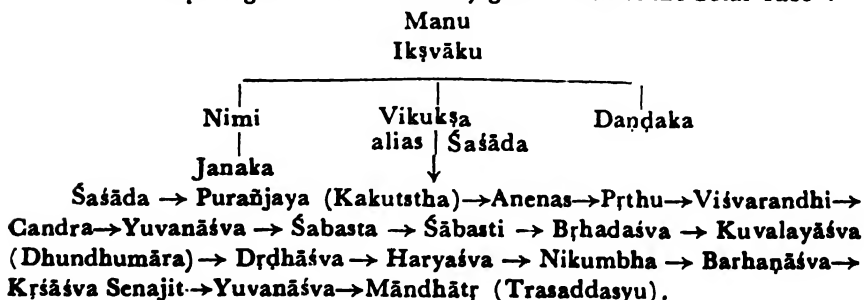 Manu
Ikṣvāku
Nimi Vikukṣa Daṇḍaka
alias Śaśāda
Janaka
Śaśāda → Purañjaya (Kakutstha)→Anenas→Pṛthu→Viśvarandhi→
Candra→Yuvanāśva → Śabasta → Śābasti → Bṛhadaśva → Kuvalayāśva
(Dhundhumāra)→ Dṛḍhāśva → Haryaśva → Nikumbha → Barhaṇāśva→
Kṛśāśva Senajit→Yuvanāśva→Māndhātṛ (Trasaddasyu).